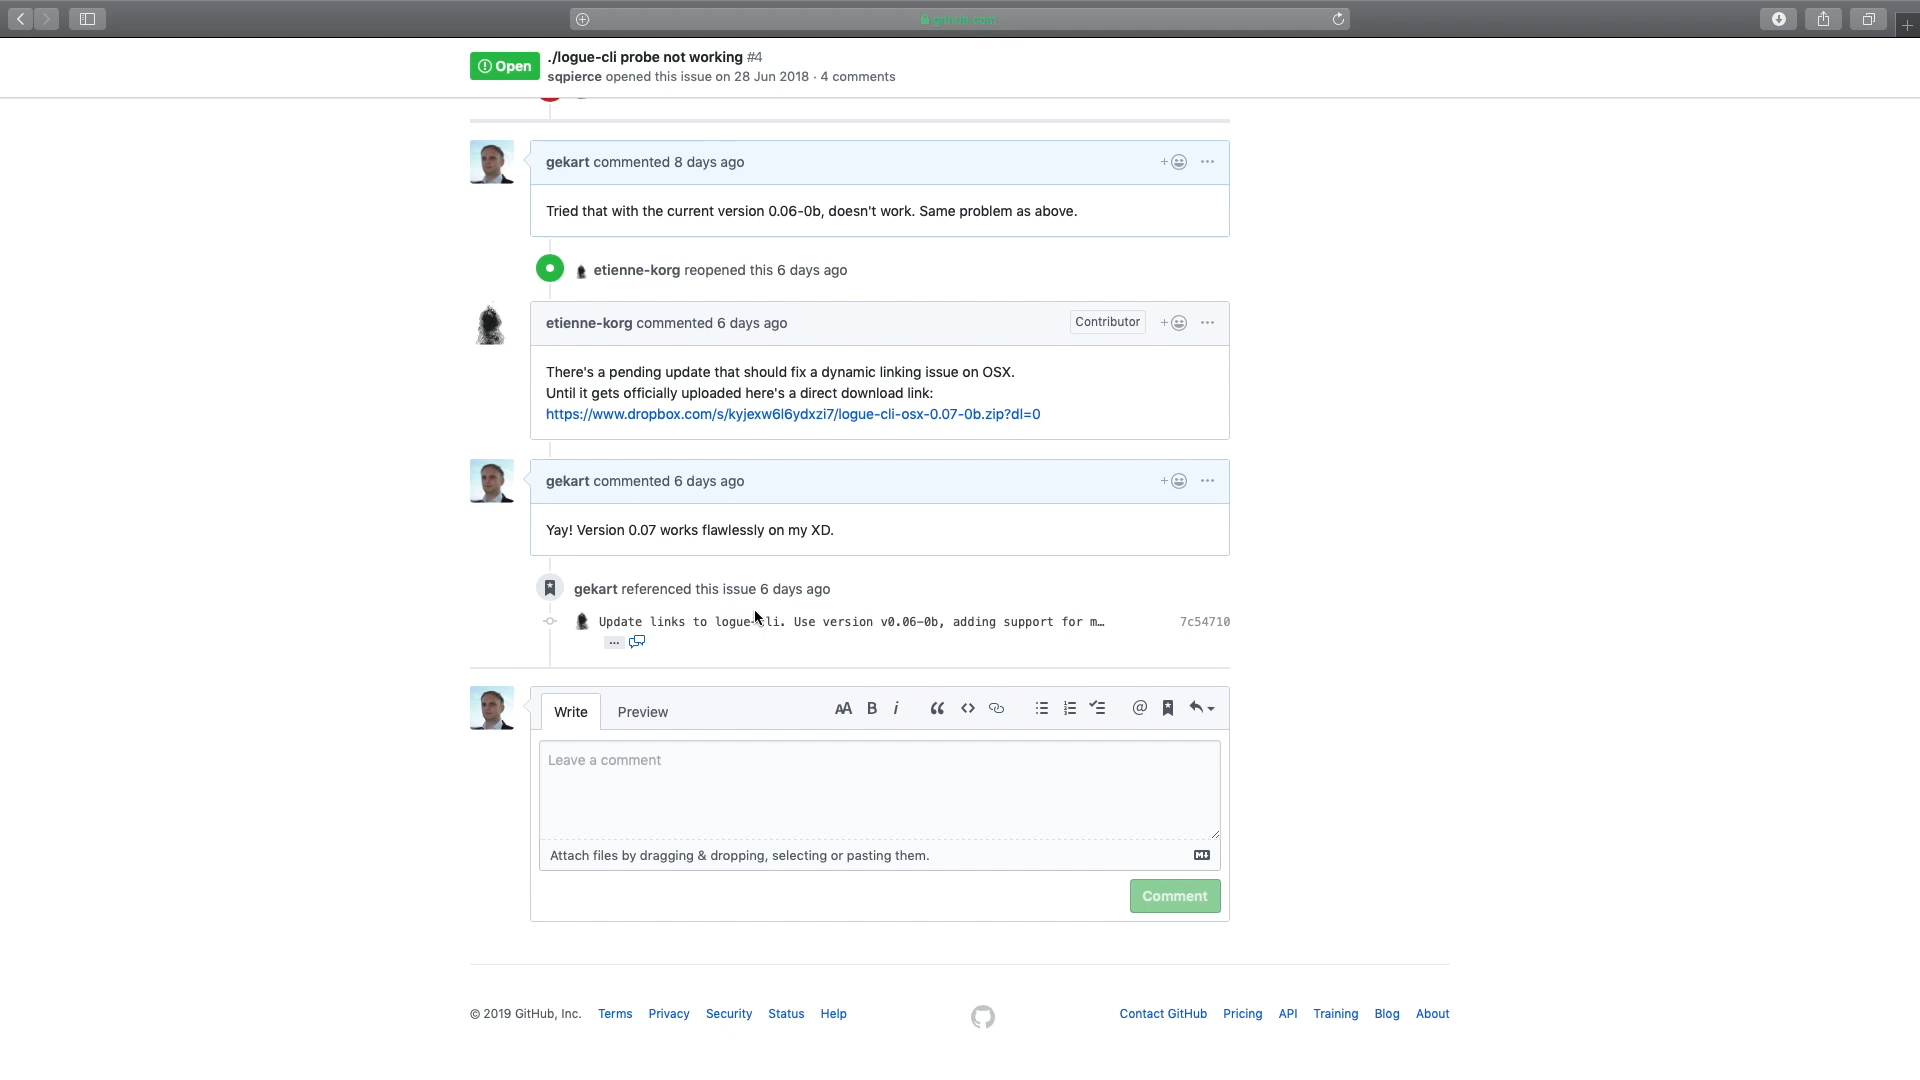 github.com
Open
./logue-cli probe not working #4
sqpierce opened this issue on 28 Jun 2018 · 4 comments
gekart commented 8 days ago
Tried that with the current version 0.06-0b, doesn't work. Same problem as above.
etienne-korg reopened this 6 days ago
etienne-korg commented 6 days ago
Contributor
There's a pending update that should fix a dynamic linking issue on OSX.
Until it gets officially uploaded here's a direct download link:
https://www.dropbox.com/s/kyjexw6l6ydxzi7/logue-cli-osx-0.07-0b.zip?dl=0
gekart commented 6 days ago
Yay! Version 0.07 works flawlessly on my XD.
gekart referenced this issue 6 days ago
Update links to logue-cli. Use version v0.06-0b, adding support for m… 7c54710
Write Preview
Leave a comment
Attach files by dragging & dropping, selecting or pasting them.
Comment
© 2019 GitHub, Inc. Terms Privacy Security Status Help Contact GitHub Pricing API Training Blog About